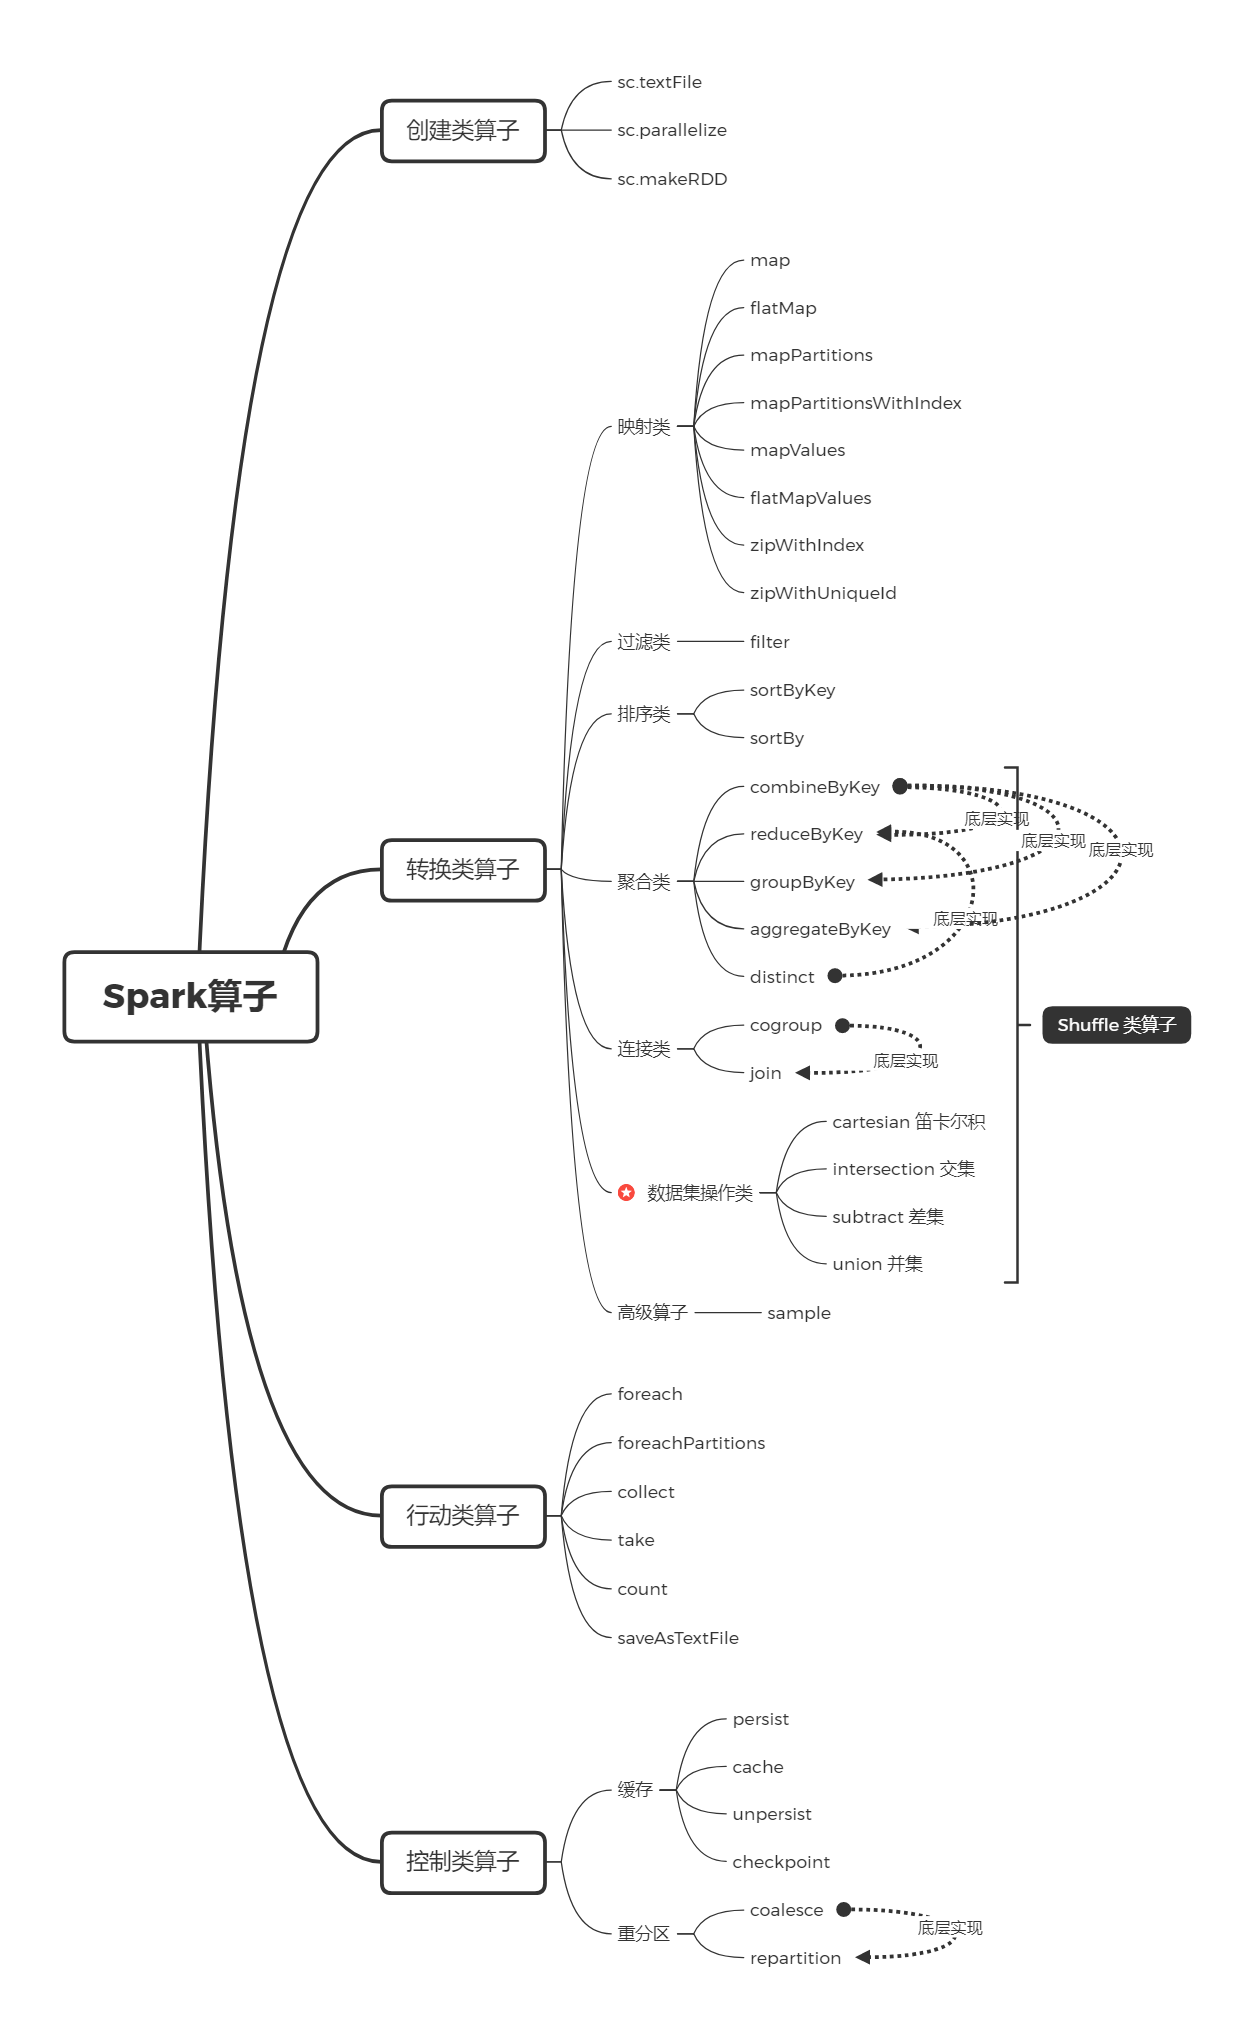 Spark算子
创建类算子
sc.textFile
sc.parallelize
sc.makeRDD
转换类算子
映射类
map
flatMap
mapPartitions
mapPartitionsWithIndex
mapValues
flatMapValues
zipWithIndex
zipWithUniqueId
过滤类
filter
排序类
sortByKey
sortBy
聚合类
combineByKey
底层实现
底层实现
底层实现
reduceByKey
groupByKey
aggregateByKey
底层实现
distinct
连接类
cogroup
底层实现
join
数据集操作类
cartesian 笛卡尔积
intersection 交集
subtract 差集
union 并集
Shuffle 类算子
高级算子
sample
行动类算子
foreach
foreachPartitions
collect
take
count
saveAsTextFile
控制类算子
缓存
persist
cache
unpersist
checkpoint
重分区
coalesce
底层实现
repartition